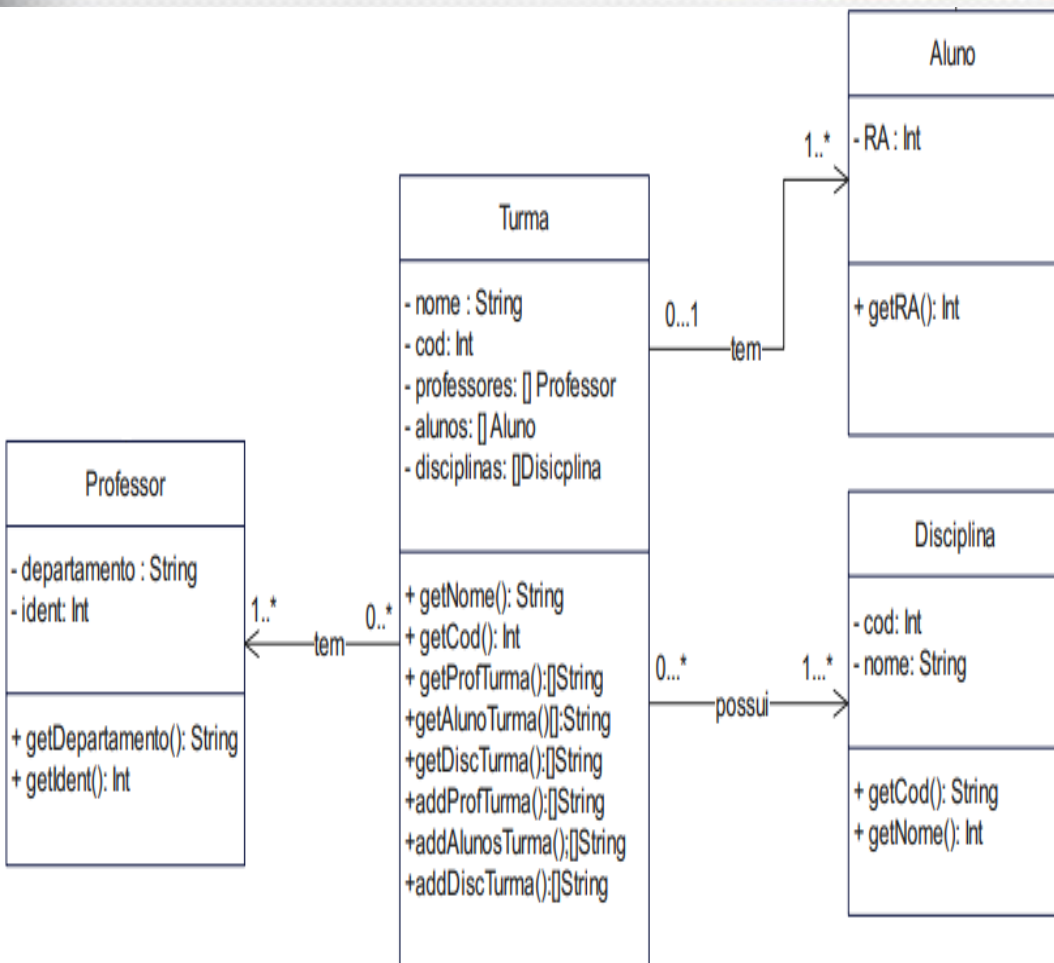 Aluno
- RA : Int
+ getRA(): Int
1..*
0...1
tem
Turma
- nome : String
- cod: Int
- professores: [] Professor
- alunos: [] Aluno
- disciplinas: []Disicplina
+ getNome(): String
+ getCod(): Int
+ getProfTurma():[]String
+getAlunoTurma()[]:String
+getDiscTurma():[]String
+addProfTurma():[]String
+addAlunosTurma();[]String
+addDiscTurma():[]String
Professor
- departamento : String
- ident: Int
+ getDepartamento(): String
+ getIdent(): Int
1..*
tem
0..*
0...*
possui
1...*
Disciplina
- cod: Int
- nome: String
+ getCod(): String
+ getNome(): Int